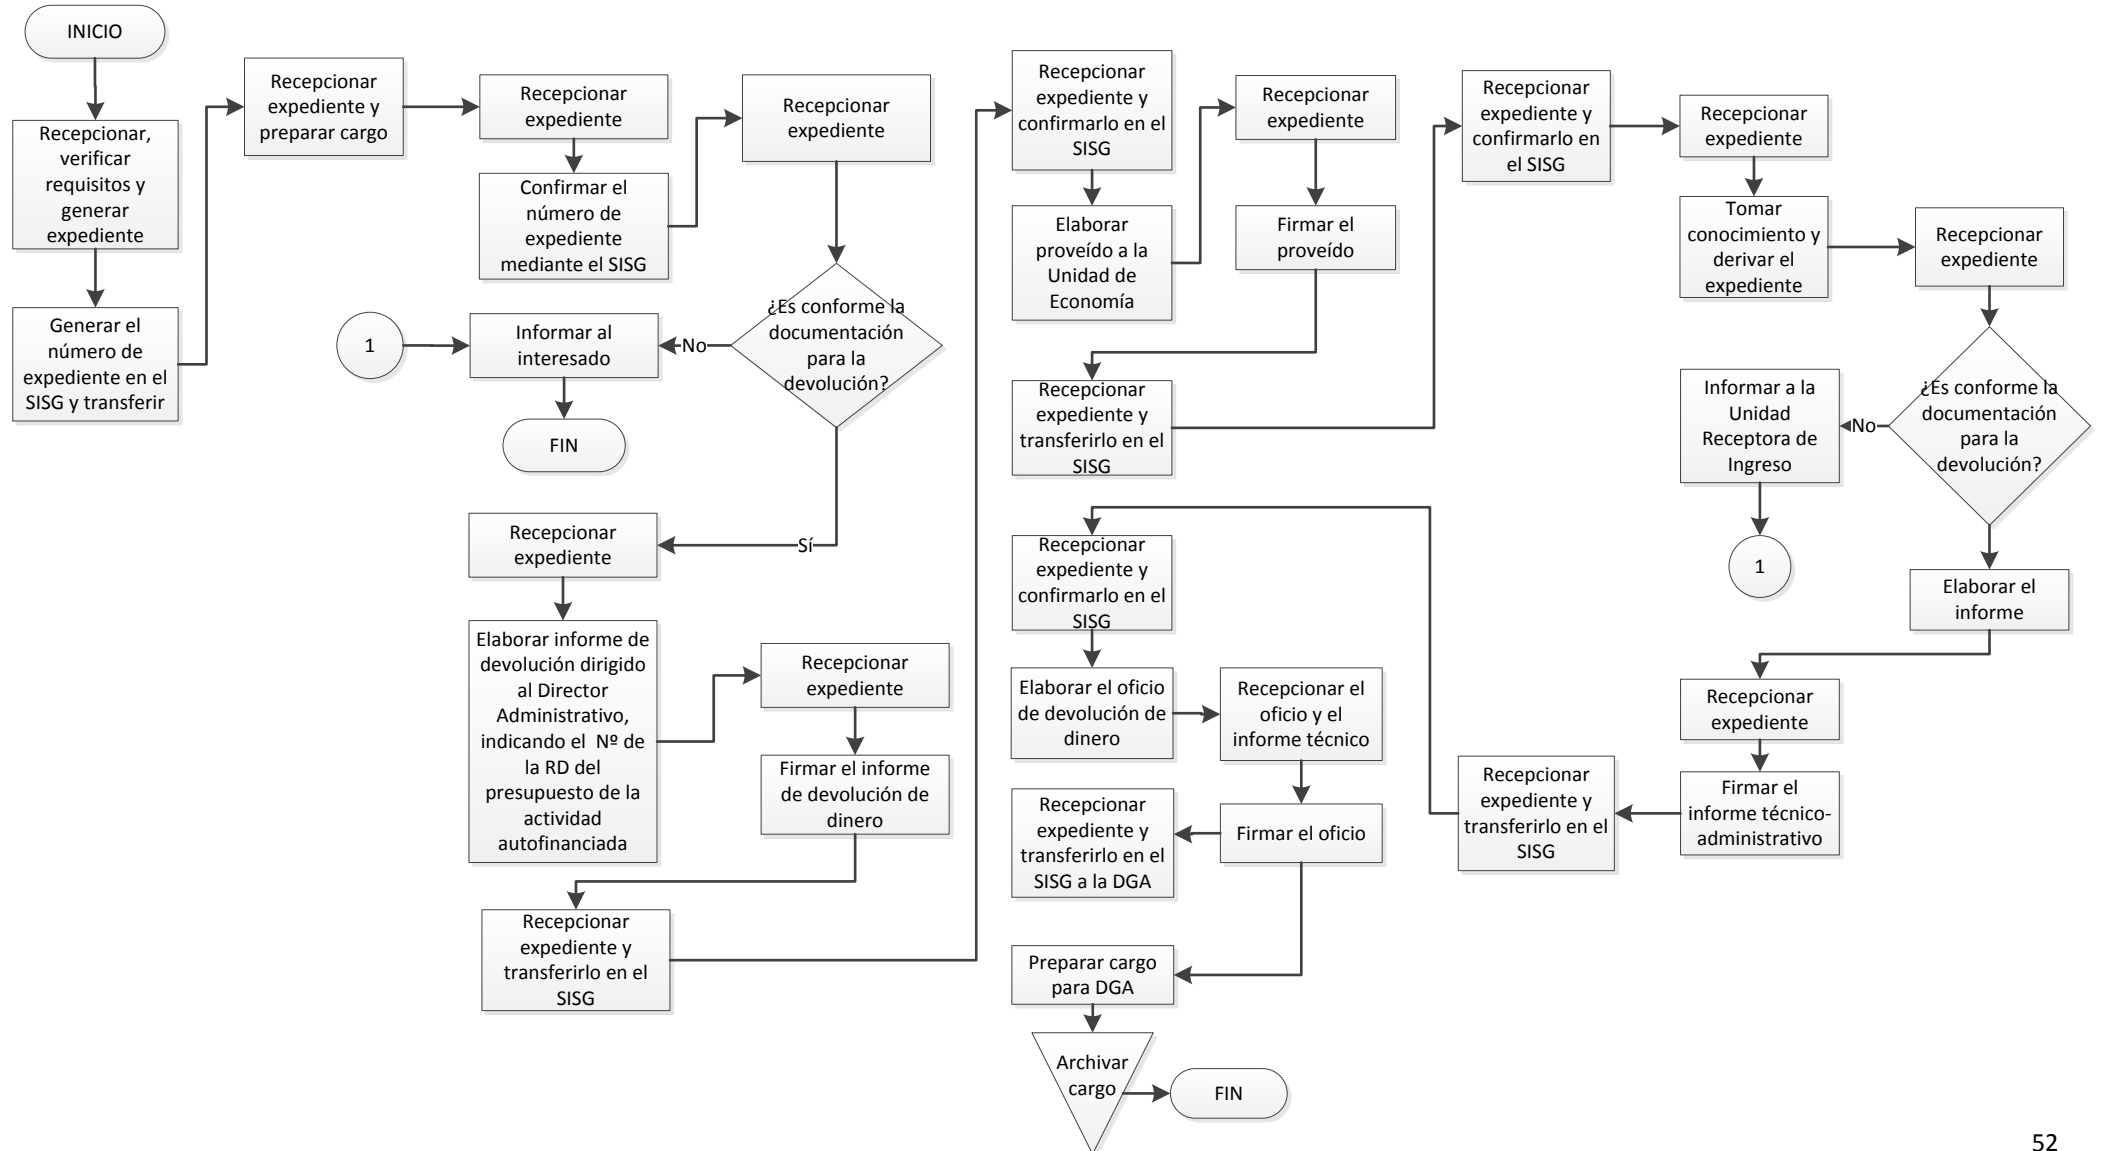 INICIO
Recepcionar,
verificar
requisitos y
generar
expediente
Generar el
número de
expediente en el
SISG y transferir
Recepcionar
expediente y
preparar cargo
Recepcionar
expediente
Confirmar el
número de
expediente
mediante el SISG
Recepcionar
expediente
¿Es conforme la
documentación
para la
devolución?
No
Informar al
interesado
1
FIN
Sí
Recepcionar
expediente
Elaborar informe de
devolución dirigido
al Director
Administrativo,
indicando el Nº de
la RD del
presupuesto de la
actividad
autofinanciada
Recepcionar
expediente
Firmar el informe
de devolución de
dinero
Recepcionar
expediente y
transferirlo en el
SISG
Recepcionar
expediente y
confirmarlo en el
SISG
Elaborar
proveído a la
Unidad de
Economía
Recepcionar
expediente
Firmar el
proveído
Recepcionar
expediente y
transferirlo en el
SISG
Recepcionar
expediente y
confirmarlo en
el SISG
Recepcionar
expediente
Tomar
conocimiento y
derivar el
expediente
Recepcionar
expediente
¿Es conforme la
documentación
para la
devolución?
No
Informar a la
Unidad
Receptora de
Ingreso
1
Elaborar el
informe
Recepcionar
expediente
Firmar el
informe técnico-
administrativo
Recepcionar
expediente y
transferirlo en el
SISG
Recepcionar
expediente y
confirmarlo en el
SISG
Elaborar el oficio
de devolución de
dinero
Recepcionar el
oficio y el
informe técnico
Firmar el oficio
Recepcionar
expediente y
transferirlo en el
SISG a la DGA
Preparar cargo
para DGA
Archivar
cargo
FIN
52